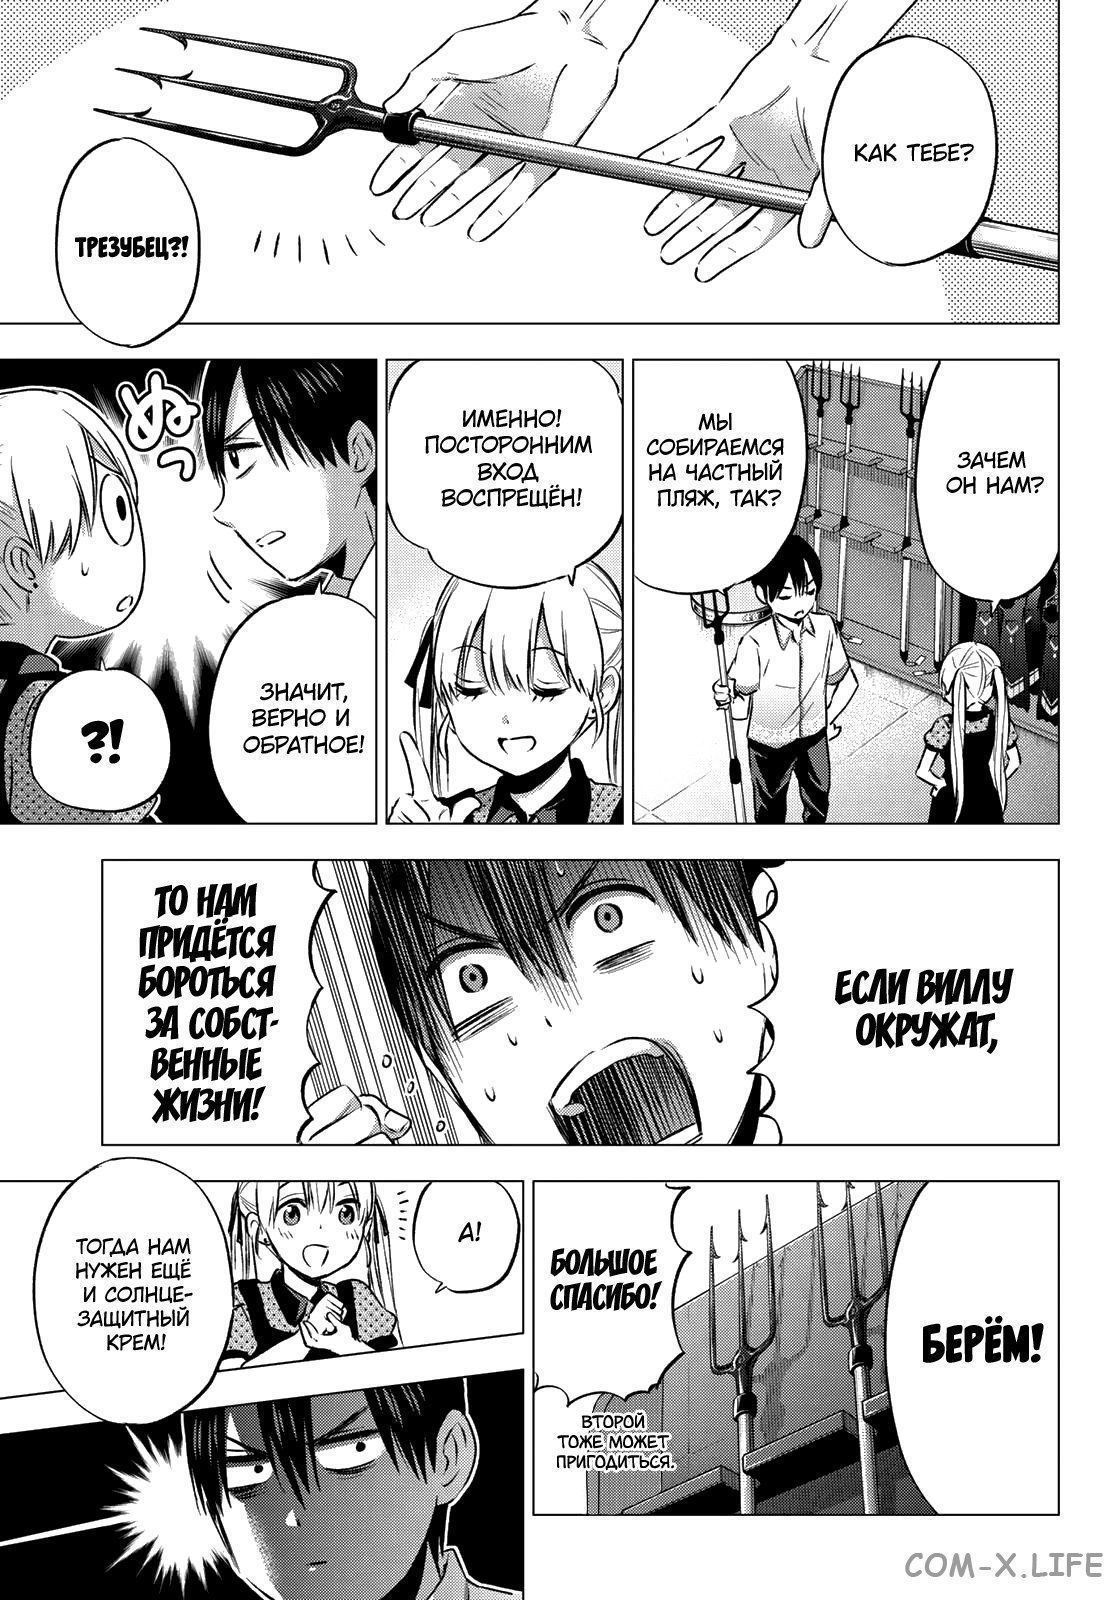 КАК ТЕБЕ?
ТРЕЗУБЕЦ?!
ЗАЧЕМ
ОН НАМ?
МЫ
СОБИРАЕМСЯ
НА ЧАСТНЫЙ
ПЛЯЖ, ТАК?
ИМЕННО!
ПОСТОРОННИМ
ВХОД
ВОСПРЕЩЁН!
ぬっ
ЗНАЧИТ,
ВЕРНО И
ОБРАТНОЕ!
?!
ЕСЛИ ВИЛЛУ
ОКРУЖАТ,
ТО НАМ
ПРИДЁТСЯ
БОРОТЬСЯ
ЗА СОБСТ-
ВЕННЫЕ
ЖИЗНИ!
БЕРЁМ!
БОЛЬШОЕ
СПАСИБО!
ВТОРОЙ
ТОЖЕ МОЖЕТ
ПРИГОДИТЬСЯ.
А!
ТОГДА НАМ
НУЖЕН ЕЩЁ
И СОЛНЦЕ-
ЗАЩИТНЫЙ
КРЕМ!
COM-X.LIFE